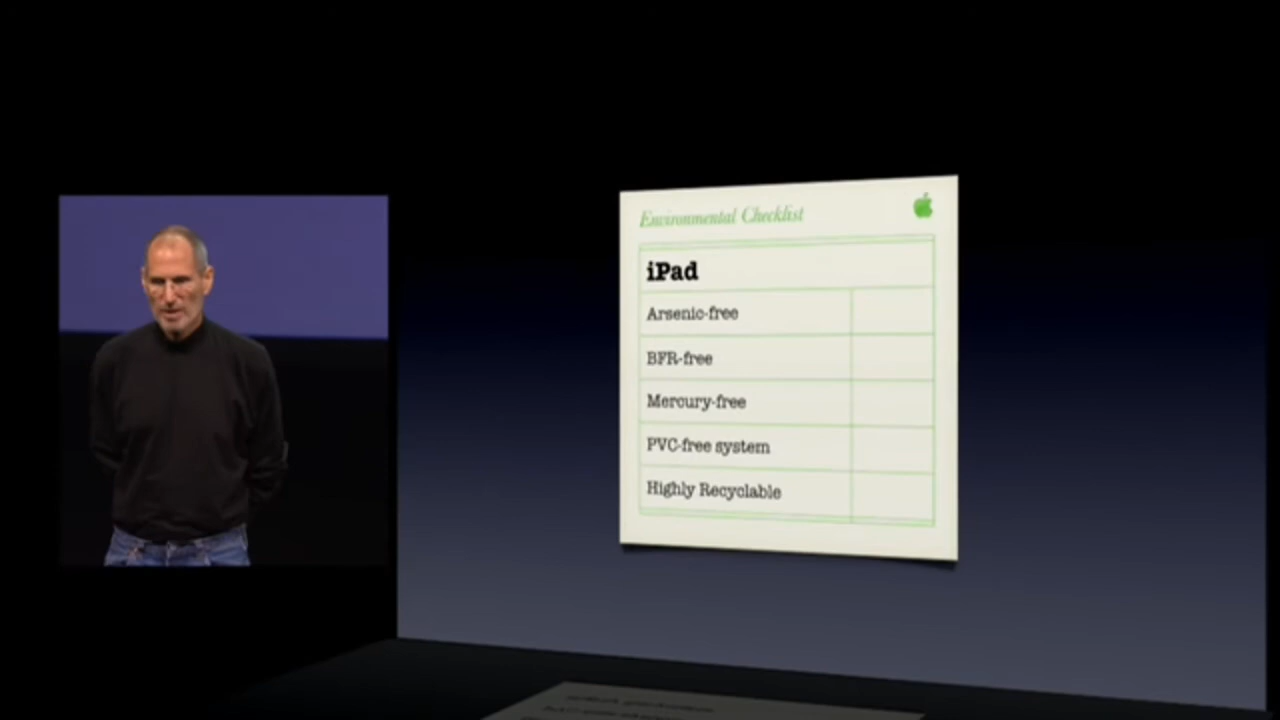 Environmental Checklist
iPad
Arsenic-free
BFR-free
Mercury-free
PVC-free system
Highly Recyclable